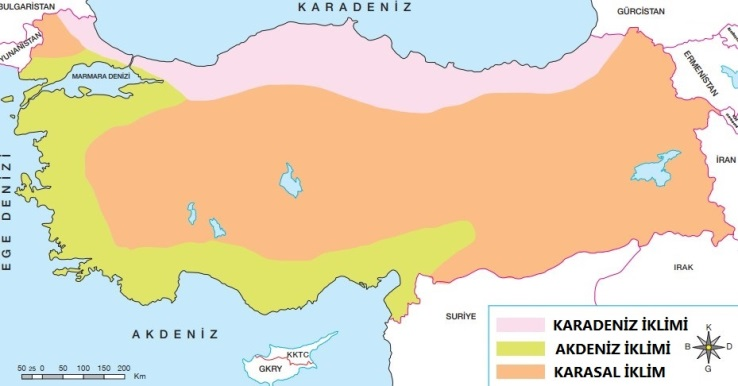 BULGARİSTAN
KARADENİZ
GÜRCİSTAN
YUNANİSTAN
MARMARA DENİZİ
ERMENİSTAN
İRAN
EGE DENİZİ
IRAK
SURİYE
AKDENİZ
KKTC
GKRY
50 25 0 50 100 150 200
Km
KARADENİZ İKLİMİ
AKDENİZ İKLİMİ
KARASAL İKLİM
K
B D
G